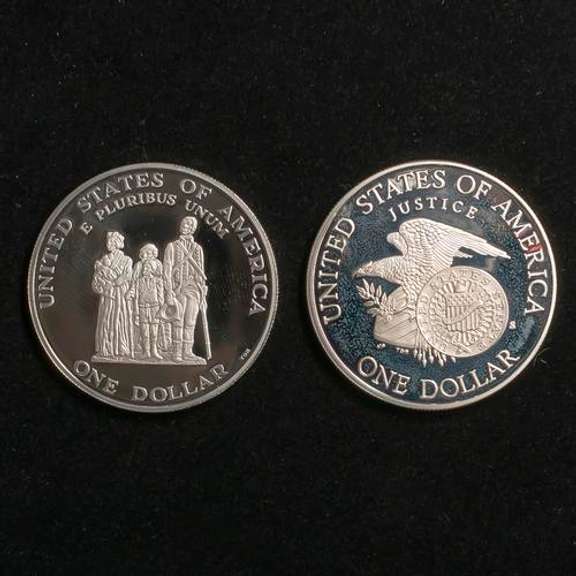 UNITED STATES OF AMERICA
E PLURIBUS UNUM
ONE DOLLAR
UNITED STATES OF AMERICA
JUSTICE
S
ONE DOLLAR